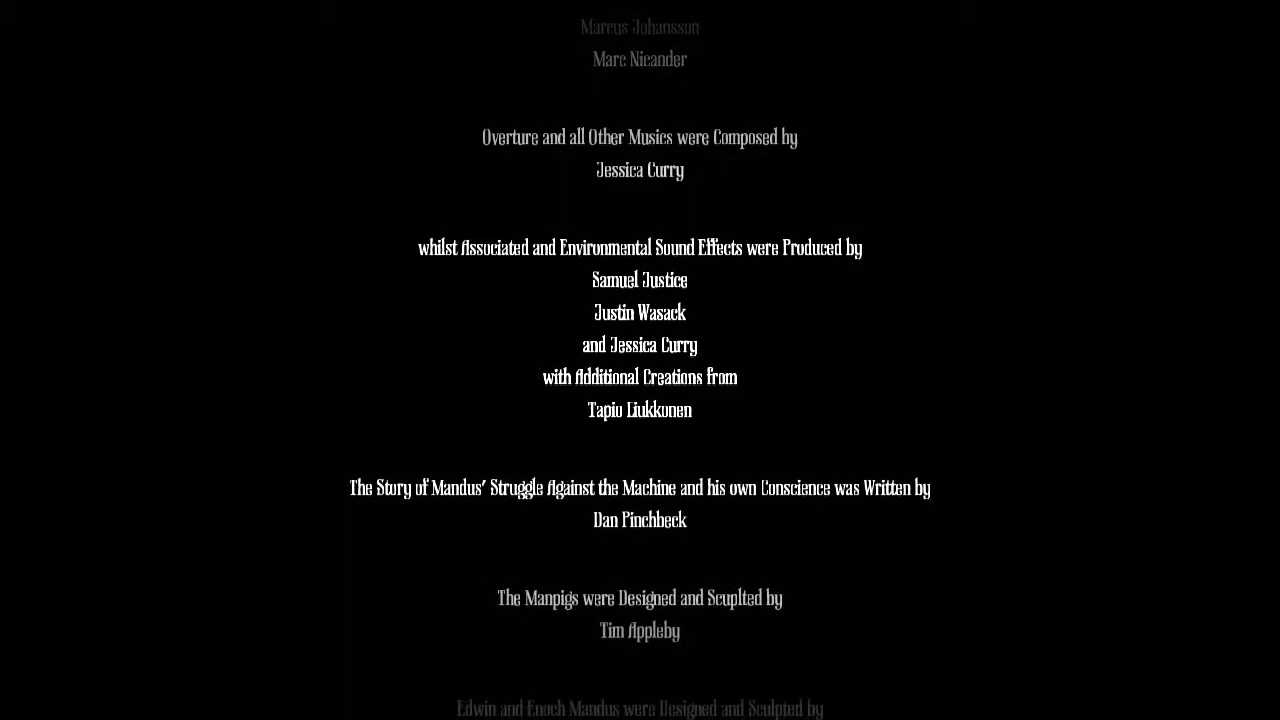 Marcus Johansson
Marc Nicander
Overture and all Other Musics were Composed by
Jessica Curry
whilst Associated and Environmental Sound Effects were Produced by
Samuel Justice
Justin Wasack
and Jessica Curry
with Additional Creations from
Tapio Liukkonen
The Story of Mandus' Struggle Against the Machine and his own Conscience was Written by
Dan Pinchbeck
The Manpigs were Designed and Scuplted by
Tim Appleby
Edwin and Enoch Mandus were Designed and Sculpted by